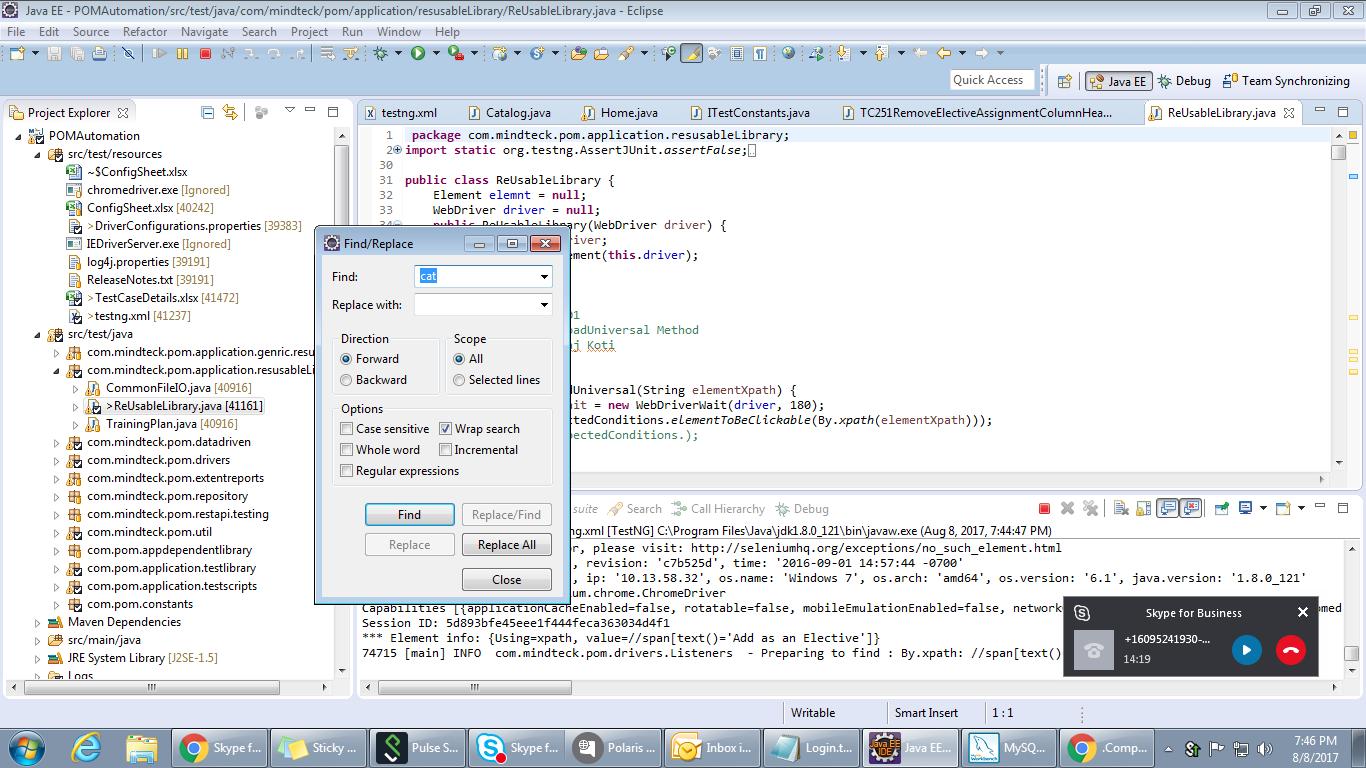 Java EE - POMAutomation/src/test/java/com/mindteck/pom/application/resusableLibrary/ReUsableLibrary.java - Eclipse
File Edit Source Refactor Navigate Search Project Run Window Help
Quick Access
Java EE
Debug
Team Synchronizing
Project Explorer
POMAutomation
src/test/resources
~$ConfigSheet.xlsx
chromedriver.exe [Ignored]
ConfigSheet.xlsx [40242]
>DriverConfigurations.properties [39383]
IEDriverServer.exe [Ignored]
log4j.properties [39191]
ReleaseNotes.txt [39191]
>TestCaseDetails.xlsx [41472]
>testng.xml [41237]
src/test/java
com.mindteck.pom.application.genric.resu
com.mindteck.pom.application.resusableLi
CommonFileIO.java [40916]
>ReUsableLibrary.java [41161]
TrainingPlan.java [40916]
com.mindteck.pom.datadriven
com.mindteck.pom.drivers
com.mindteck.pom.extentreports
com.mindteck.pom.repository
com.mindteck.pom.restapi.testing
com.mindteck.pom.util
com.pom.appdependentlibrary
com.pom.application.testlibrary
com.pom.application.testscripts
com.pom.constants
Maven Dependencies
src/main/java
JRE System Library [J2SE-1.5]
Logs
testng.xml Catalog.java Home.java ITestConstants.java TC251RemoveElectiveAssignmentColumnHea... ReUsableLibrary.java
1 package com.mindteck.pom.application.resusableLibrary;
2 import static org.testng.AssertJUnit.assertFalse;
30
31 public class ReUsableLibrary {
32 Element elemnt = null;
33 WebDriver driver = null;
34 public ReUsableLibrary(WebDriver driver) {
river;
ement(this.driver);
01
oadUniversal Method
aj Koti
dUniversal(String elementXpath) {
it = new WebDriverWait(driver, 180);
ctedConditions.elementToBeClickable(By.xpath(elementXpath)));
pectedConditions.);
Find/Replace
Find: cat
Replace with:
Direction
Forward
Backward
Scope
All
Selected lines
Options
Case sensitive
Wrap search
Whole word
Incremental
Regular expressions
Find
Replace/Find
Replace
Replace All
Close
suite Search Call Hierarchy Debug
ng.xml [TestNG] C:\Program Files\Java\jdk1.8.0_121\bin\javaw.exe (Aug 8, 2017, 7:44:47 PM)
or, please visit: http://seleniumhq.org/exceptions/no_such_element.html
, revision: 'c7b525d', time: '2016-09-01 14:57:44 -0700'
, ip: '10.13.58.32', os.name: 'Windows 7', os.arch: 'amd64', os.version: '6.1', java.version: '1.8.0_121'
um.chrome.ChromeDriver
Capabilities [{applicationCacheEnabled=false, rotatable=false, mobileEmulationEnabled=false, network
Session ID: 5d893bfe45eee1f444feca363034d4f1
*** Element info: {Using=xpath, value=//span[text()='Add as an Elective']}
74715 [main] INFO com.mindteck.pom.drivers.Listeners - Preparing to find : By.xpath: //span[text()
Skype for Business
+16095241930-...
14:19
Writable
Smart Insert
1 : 1
Skype f...
Sticky ...
Pulse S...
Skype f...
Polaris ...
Inbox i...
Login.t...
Java EE...
MySQ...
.Comp...
7:46 PM
8/8/2017